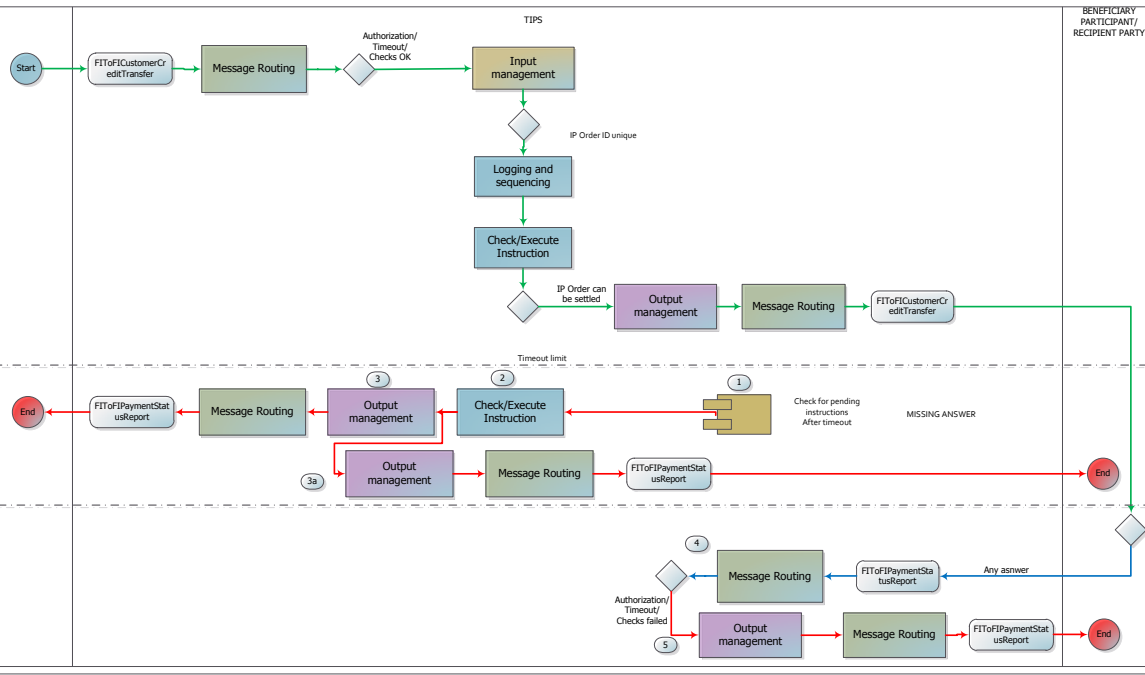 TIPS
BENEFICIARY
PARTICIPANT/
RECIPIENT PARTY
Start
FIToFICustomerCr
editTransfer
Message Routing
Authorization/
Timeout/
Checks OK
Input
management
IP Order ID unique
Logging and
sequencing
Check/Execute
Instruction
IP Order can
be settled
Output
management
Message Routing
FIToFICustomerCr
editTransfer
Timeout limit
End
FIToFIPaymentStat
usReport
Message Routing
3
Output
management
2
Check/Execute
Instruction
1
Check for pending
instructions
After timeout
MISSING ANSWER
3a
Output
management
Message Routing
FIToFIPaymentStat
usReport
End
4
Message Routing
FIToFIPaymentSta
tusReport
Any asnwer
Authorization/
Timeout/
Checks failed
5
Output
management
Message Routing
FIToFIPaymentStat
usReport
End